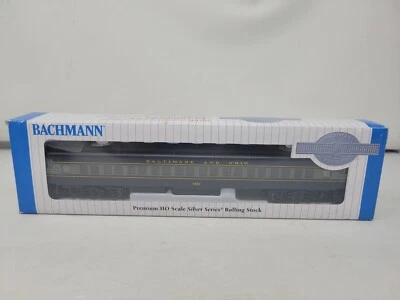 BACHMANN
BALTIMORE AND OHIO
Premium HO Scale Silver Series® Rolling Stock